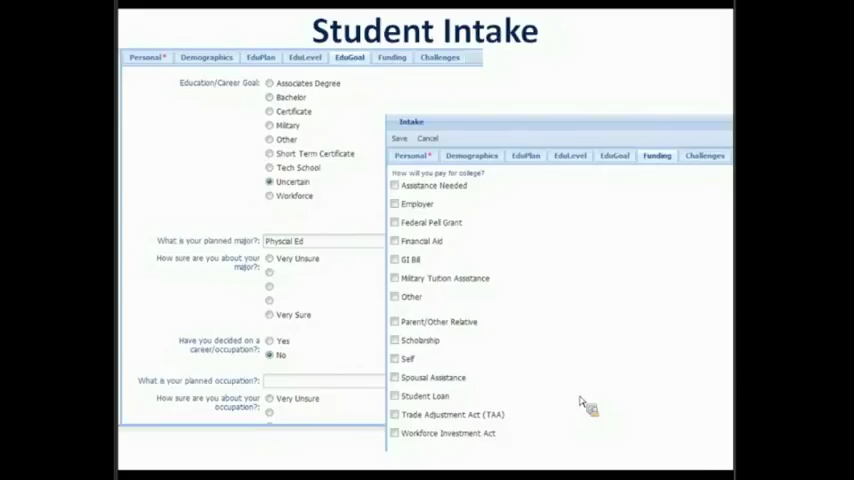 Student Intake
Personal* Demographics EduPlan EduLevel EduGoal Funding Challenges
Education/Career Goal:
Associates Degree
Bachelor
Certificate
Military
Other
Short Term Certificate
Tech School
Uncertain
Workforce
What is your planned major?: Physcial Ed
How sure are you about your
major?:
Very Unsure
Very Sure
Have you decided on a
career/occupation?:
Yes
No
What is your planned occupation?:
How sure are you about your
occupation?:
Very Unsure
Intake
Save Cancel
Personal* Demographics EduPlan EduLevel EduGoal Funding Challenges
How will you pay for college?
Assistance Needed
Employer
Federal Pell Grant
Financial Aid
GI Bill
Military Tuition Assistance
Other
Parent/Other Relative
Scholarship
Self
Spousal Assistance
Student Loan
Trade Adjustment Act (TAA)
Workforce Investment Act